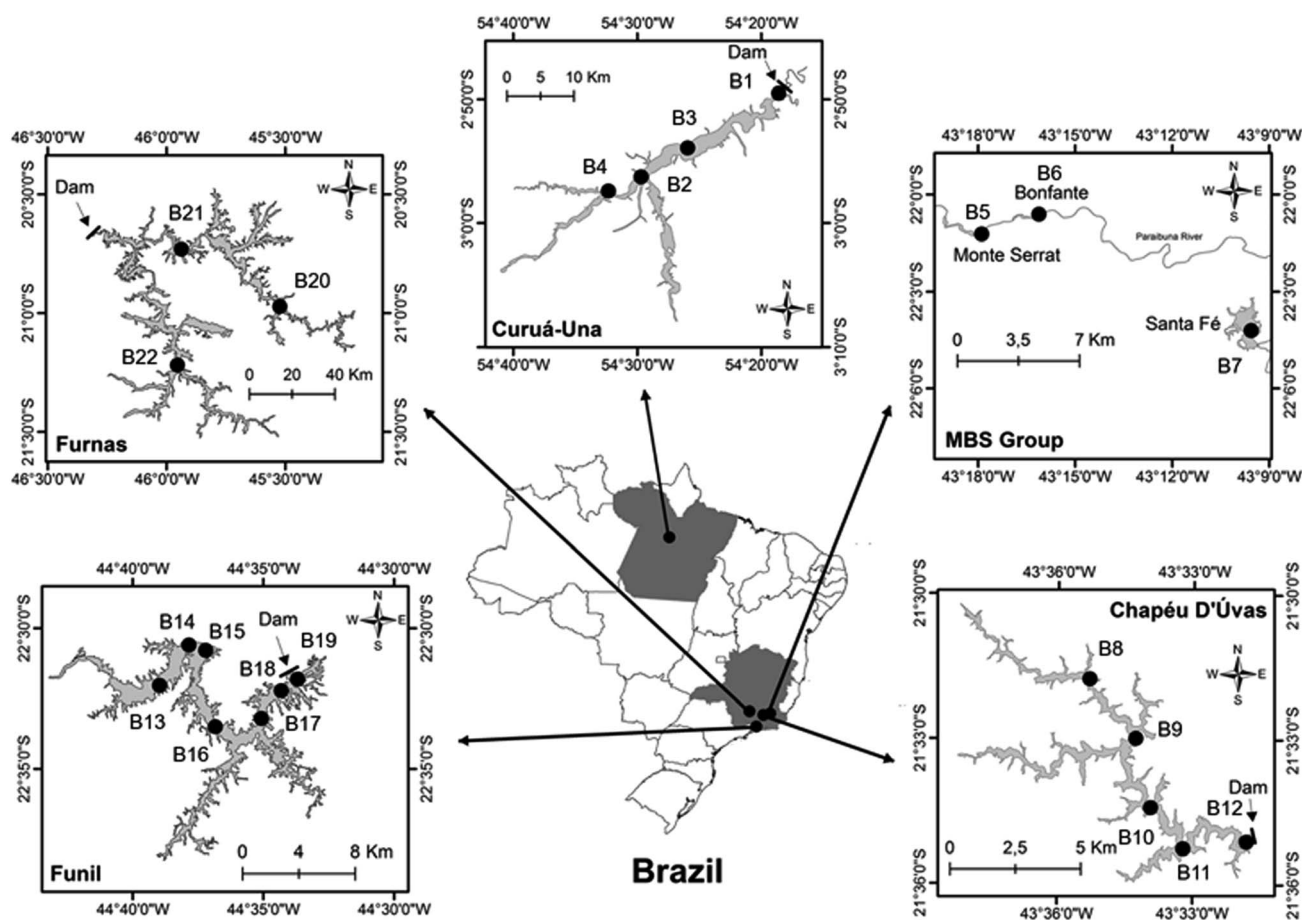 54°40'0"W
54°30'0"W
54°20'0"W
Dam
0
5
10 Km
B1
B3
B4
B2
2°50'0"S
3°0'0"S
3°10'0"S
N
W
E
S
Curuá-Una
54°40'0"W
54°30'0"W
54°20'0"W
46°30'0"W
46°0'0"W
45°30'0"W
20°30'0"S
21°0'0"S
21°30'0"S
20°30'0"S
21°0'0"S
21°30'0"S
Dam
N
W
E
S
B21
B20
B22
0
20
40 Km
Furnas
46°30'0"W
46°0'0"W
45°30'0"W
43°18'0"W
43°15'0"W
43°12'0"W
43°9'0"W
22°0'0"S
22°3'0"S
22°6'0"S
22°0'0"S
22°3'0"S
22°6'0"S
N
W
E
S
B6
Bonfante
B5
Monte Serrat
Paraibuna River
Santa Fé
B7
0
3,5
7 Km
MBS Group
43°18'0"W
43°15'0"W
43°12'0"W
43°9'0"W
44°40'0"W
44°35'0"W
44°30'0"W
22°30'0"S
22°35'0"S
22°30'0"S
22°35'0"S
N
W
E
S
B14
B15
Dam
B19
B18
B13
B17
B16
0
4
8 Km
Funil
44°40'0"W
44°35'0"W
44°30'0"W
Brazil
43°36'0"W
43°33'0"W
21°30'0"S
21°33'0"S
21°36'0"S
21°30'0"S
21°33'0"S
21°36'0"S
Chapéu D'Úvas
N
W
E
S
B8
B9
Dam
B12
B10
B11
0
2,5
5 Km
43°36'0"W
43°33'0"W